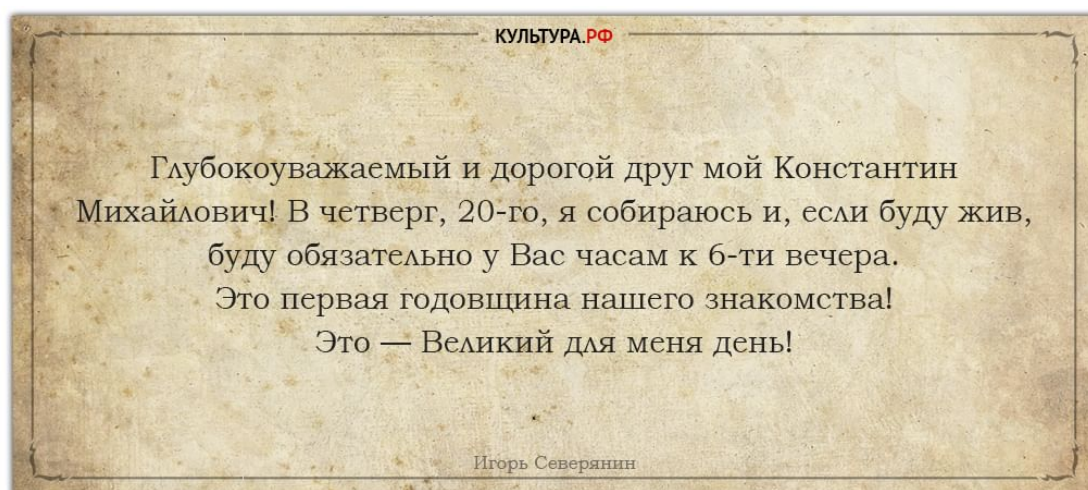 КУЛЬТУРА.РФ
Глубокоуважаемый и дорогой друг мой Константин
Михайлович! В четверг, 20-го, я собираюсь и, если буду жив,
буду обязательно у Вас часам к 6-ти вечера.
Это первая годовщина нашего знакомства!
Это — Великий для меня день!
Игорь Северянин